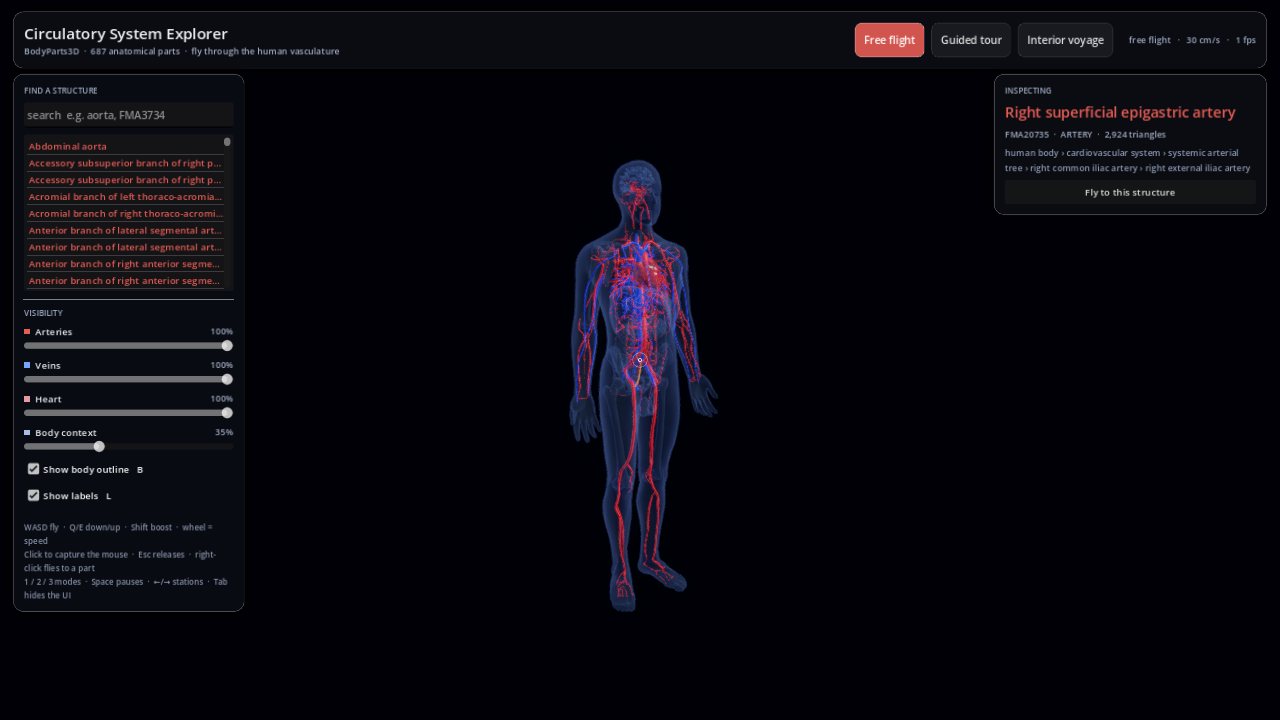 Circulatory System Explorer
BodyParts3D · 687 anatomical parts · fly through the human vasculature
Free flight
Guided tour
Interior voyage
free flight · 30 cm/s · 1 fps
FIND A STRUCTURE
search e.g. aorta, FMA3734
Abdominal aorta
Accessory subsuperior branch of right p...
Accessory subsuperior branch of right p...
Acromial branch of left thoraco-acromia...
Acromial branch of right thoraco-acromi...
Anterior branch of lateral segmental art...
Anterior branch of lateral segmental art...
Anterior branch of right anterior segme...
Anterior branch of right anterior segme...
VISIBILITY
Arteries 100%
Veins 100%
Heart 100%
Body context 35%
Show body outline B
Show labels L
WASD fly · Q/E down/up · Shift boost · wheel =
speed
Click to capture the mouse · Esc releases · right-
click flies to a part
1 / 2 / 3 modes · Space pauses · ←/→ stations · Tab
hides the UI
INSPECTING
Right superficial epigastric artery
FMA20735 · ARTERY · 2,924 triangles
human body › cardiovascular system › systemic arterial
tree › right common iliac artery › right external iliac artery
Fly to this structure